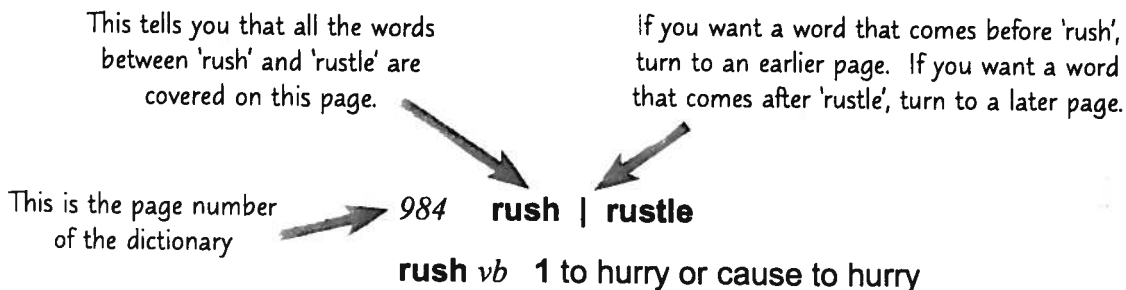 This tells you that all the words
between 'rush' and 'rustle' are
covered on this page.
If you want a word that comes before 'rush',
turn to an earlier page. If you want a word
that comes after 'rustle', turn to a later page.
This is the page number
of the dictionary
984 rush | rustle
rush vb 1 to hurry or cause to hurry